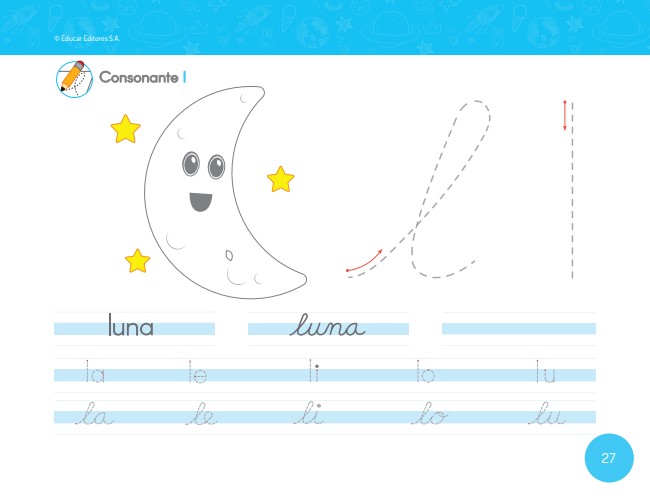 © Educar Editores S.A.
Consonante l
l l
luna luna
la le li lo lu
la le li lo lu
27